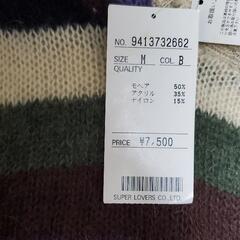 NO. 9413732662
SIZE M COL B
QUALITY
モヘア 50%
アクリル 35%
ナイロン 15%
PRICE ¥7,500
SUPER LOVERS CO.,LTD.